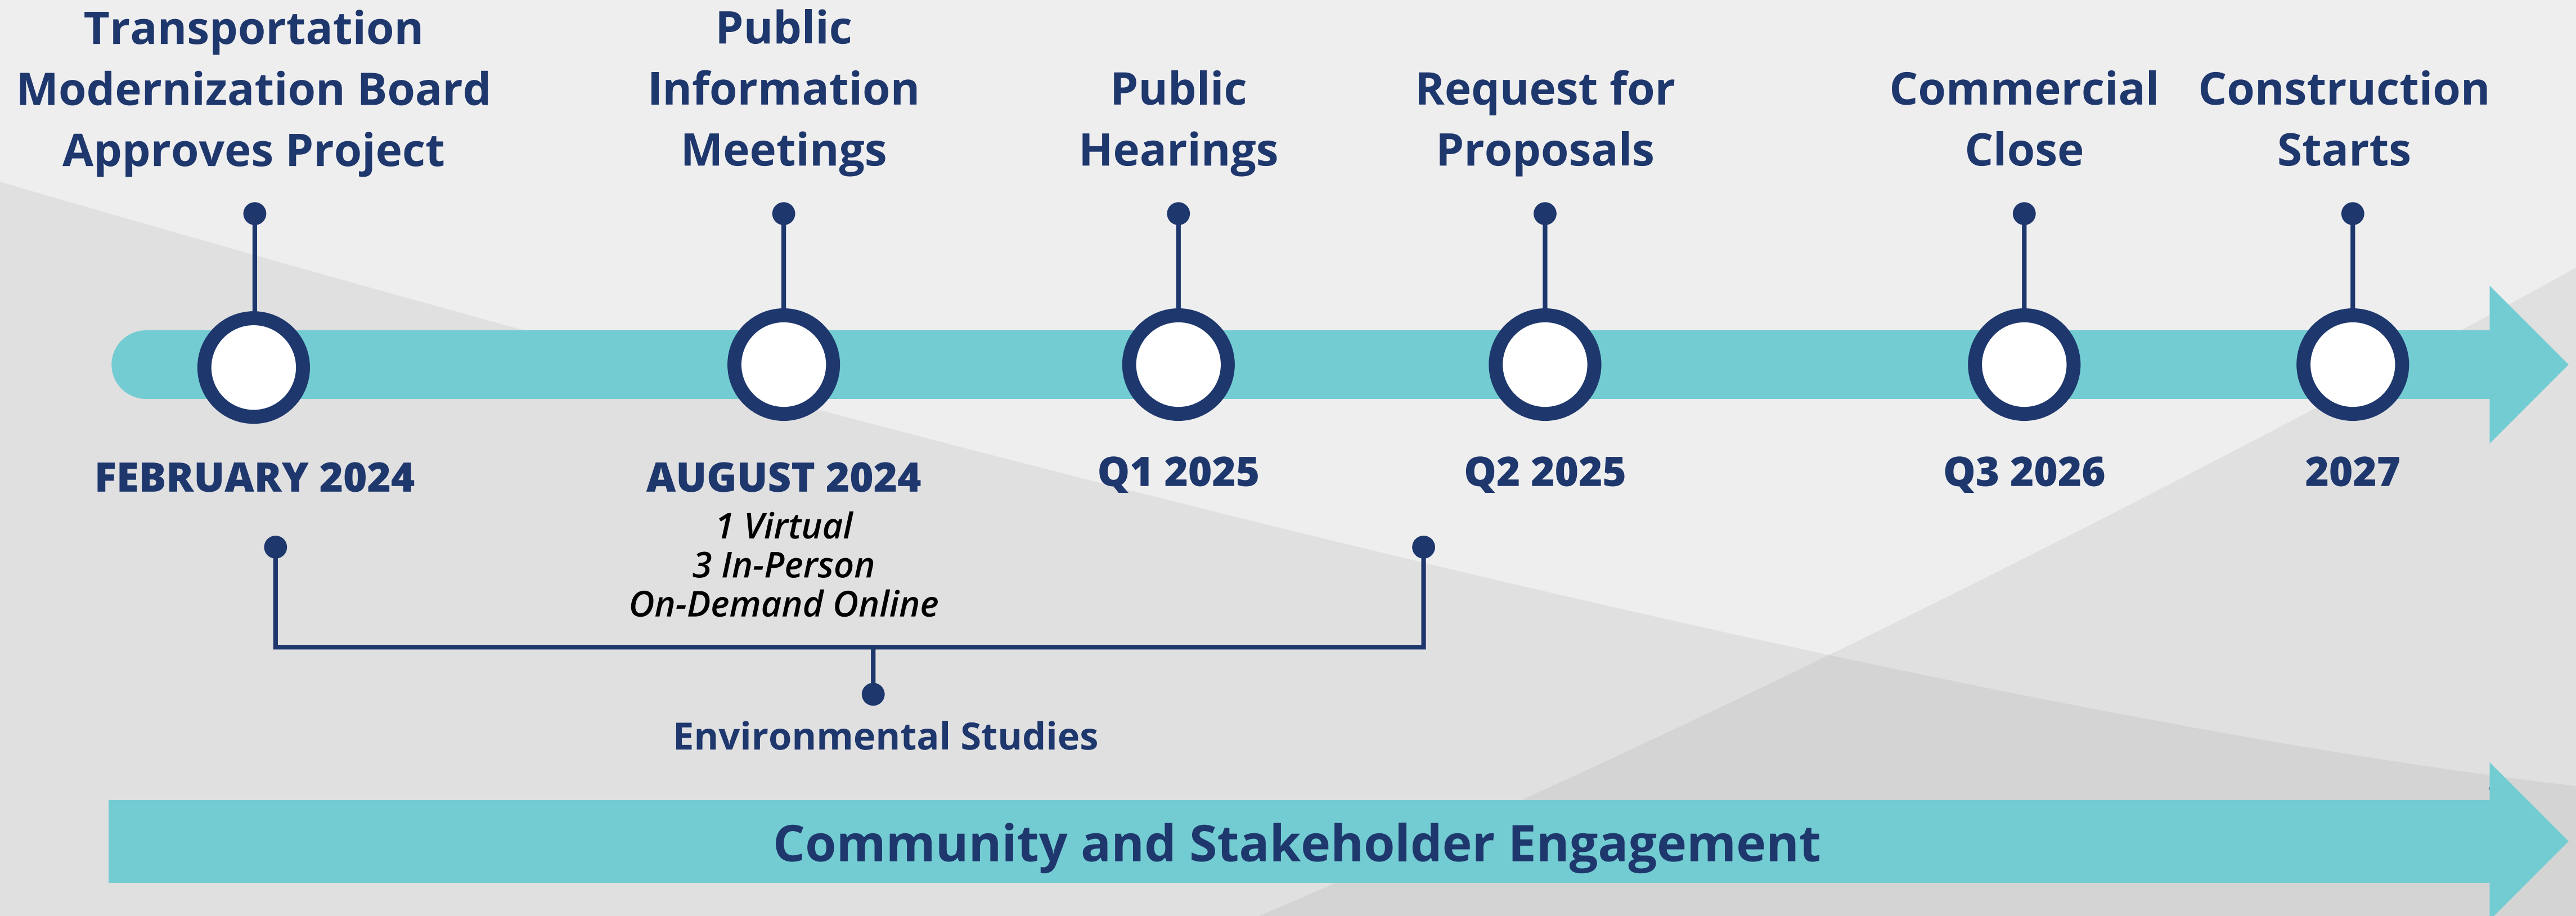 Transportation
Modernization Board
Approves Project
Public
Information
Meetings
Public
Hearings
Request for
Proposals
Commercial
Close
Construction
Starts
FEBRUARY 2024
AUGUST 2024
1 Virtual
3 In-Person
On-Demand Online
Q1 2025
Q2 2025
Q3 2026
2027
Environmental Studies
Community and Stakeholder Engagement